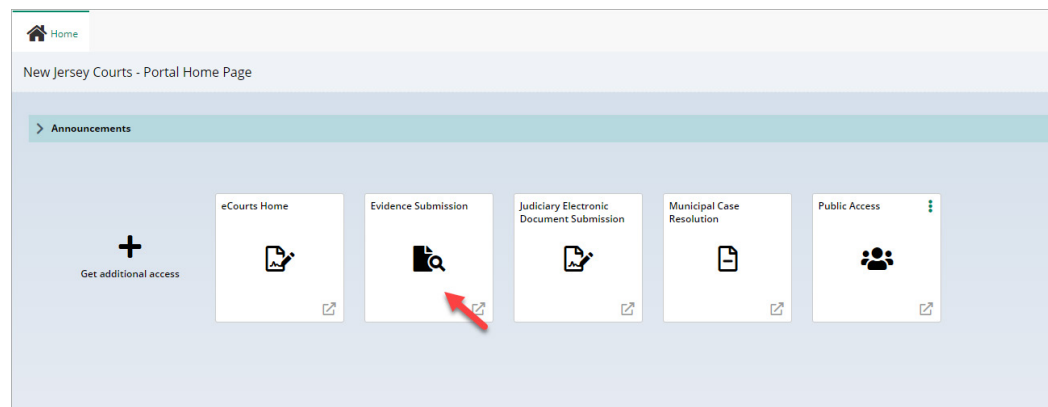 Home
New Jersey Courts - Portal Home Page
Announcements
Get additional access
eCourts Home
Evidence Submission
Judiciary Electronic
Document Submission
Municipal Case
Resolution
Public Access